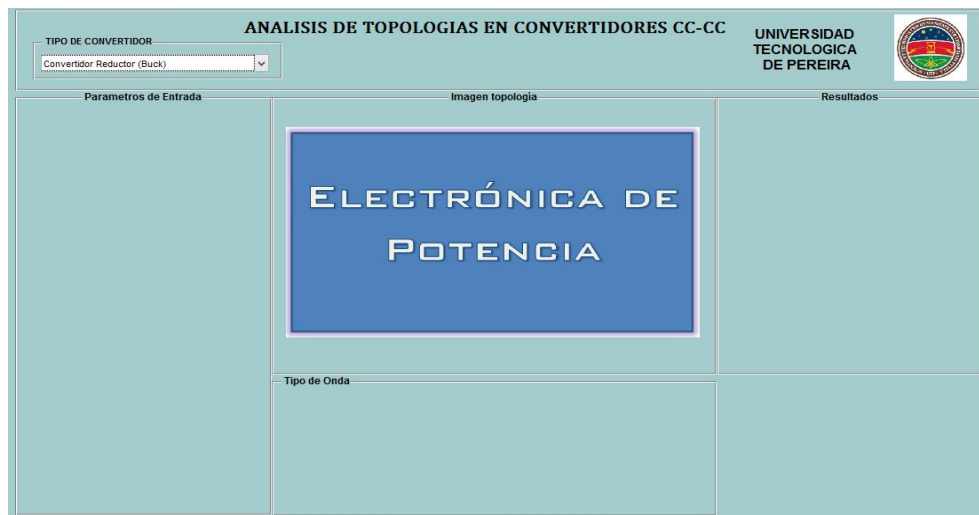 ANALISIS DE TOPOLOGIAS EN CONVERTIDORES CC-CC
TIPO DE CONVERTIDOR
Convertidor Reductor (Buck)
UNIVERSIDAD
TECNOLOGICA
DE PEREIRA
Parametros de Entrada
Imagen topologia
Resultados
ELECTRÓNICA DE
POTENCIA
Tipo de Onda